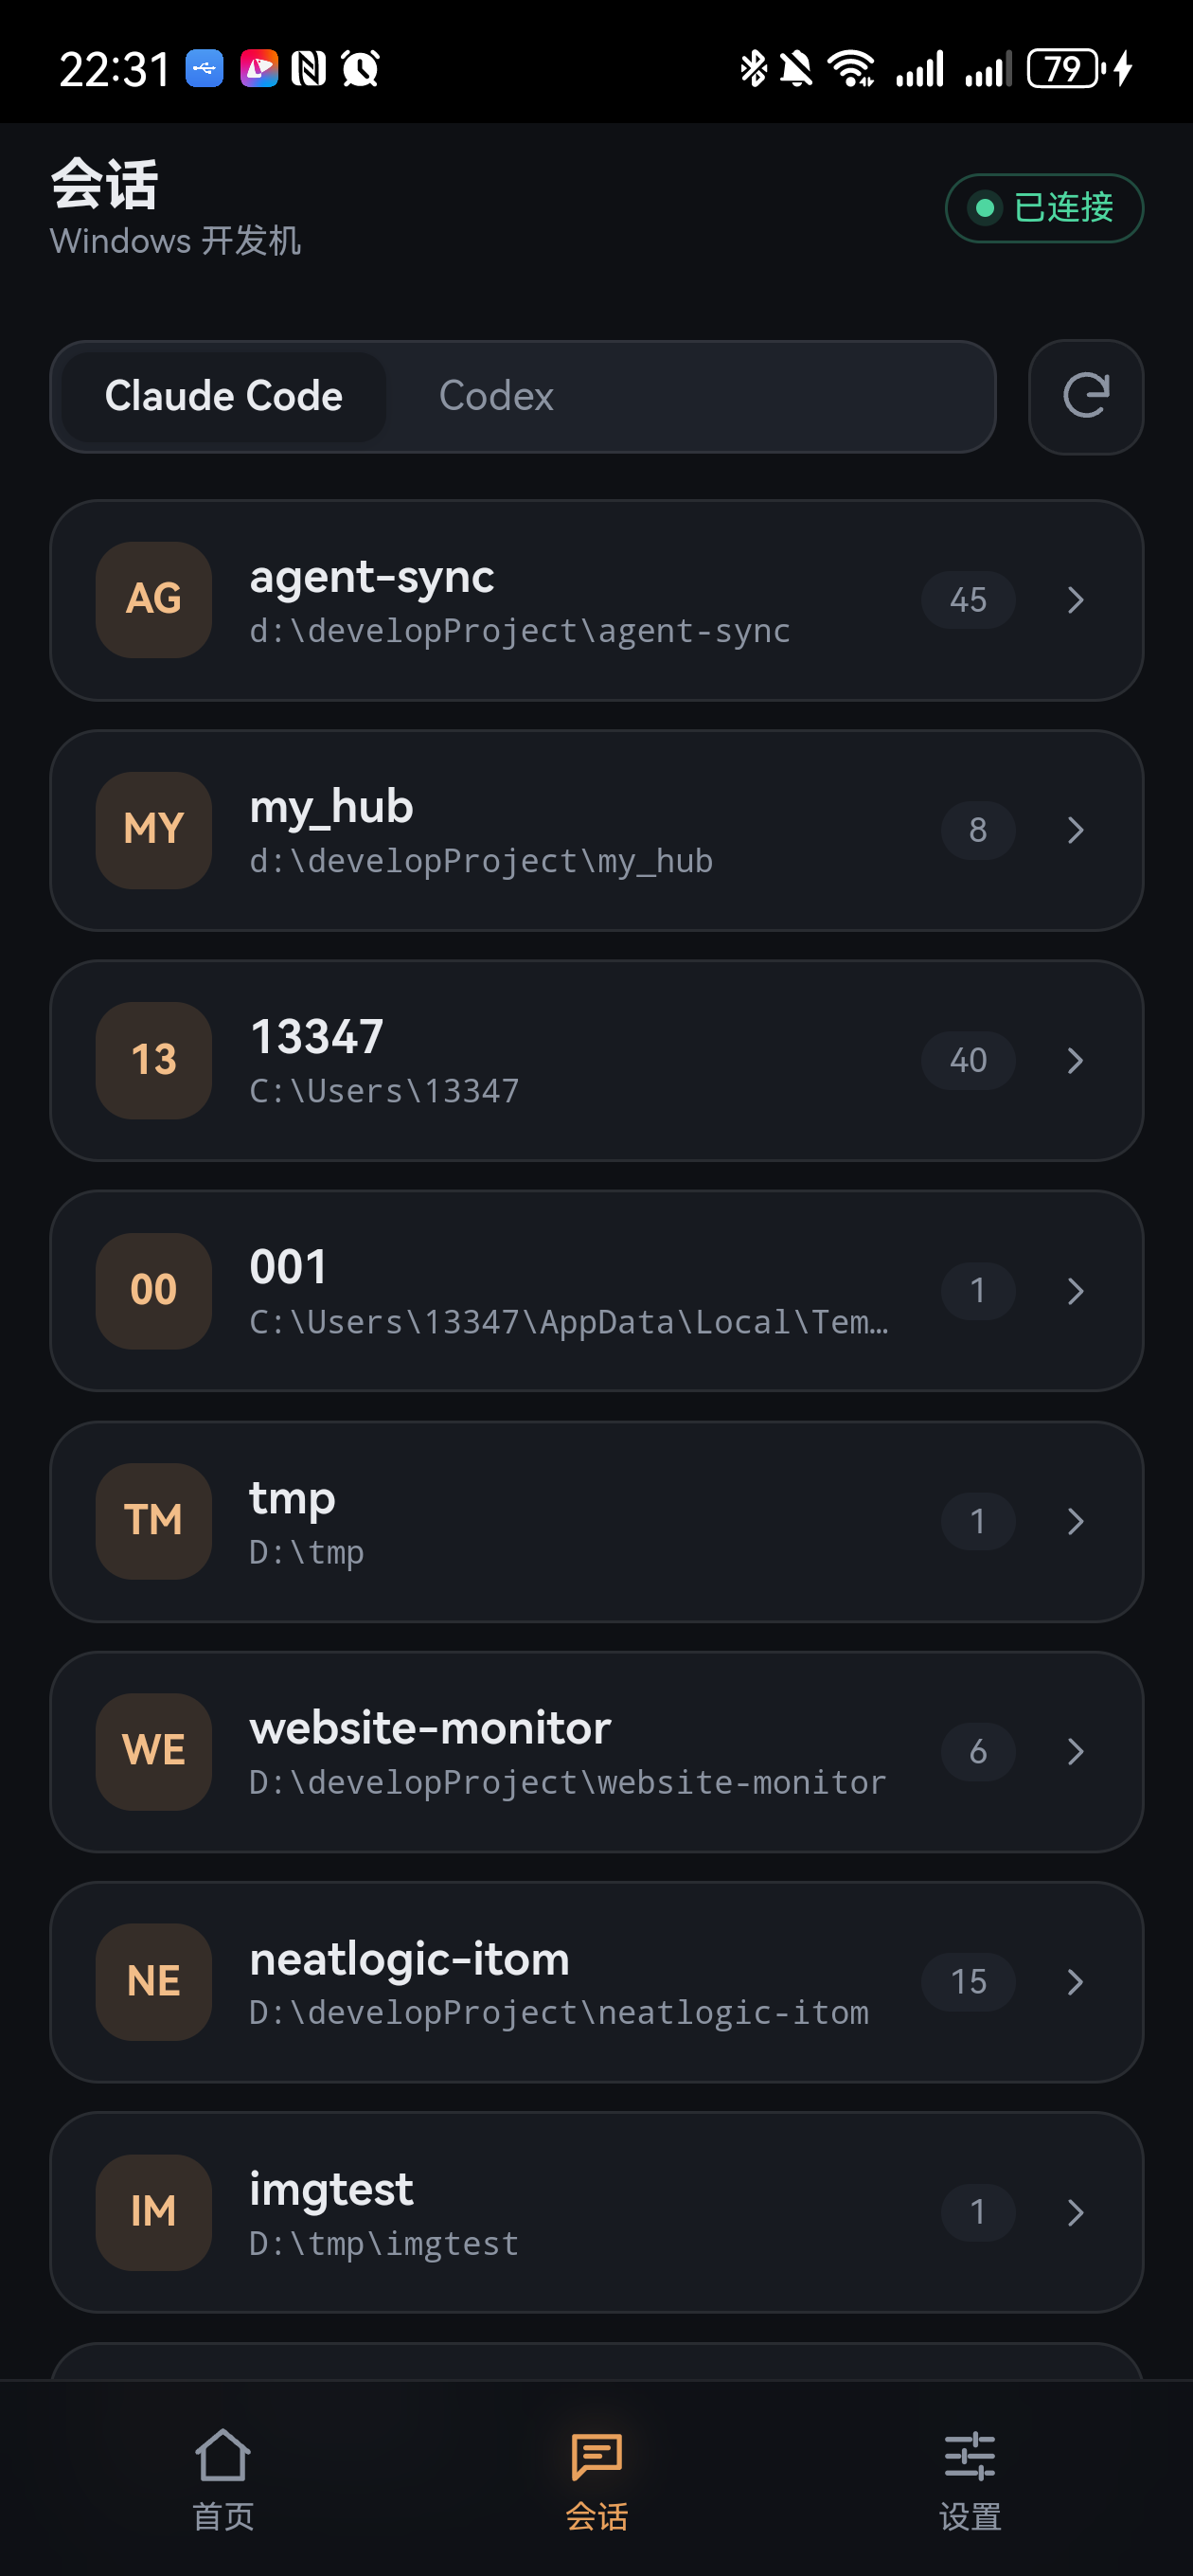 22:31
79
会话
Windows 开发机
已连接
Claude Code
Codex
AG
agent-sync
d:\developProject\agent-sync
45
MY
my_hub
d:\developProject\my_hub
8
13
13347
C:\Users\13347
40
00
001
C:\Users\13347\AppData\Local\Tem…
1
TM
tmp
D:\tmp
1
WE
website-monitor
D:\developProject\website-monitor
6
NE
neatlogic-itom
D:\developProject\neatlogic-itom
15
IM
imgtest
D:\tmp\imgtest
1
首页
会话
设置